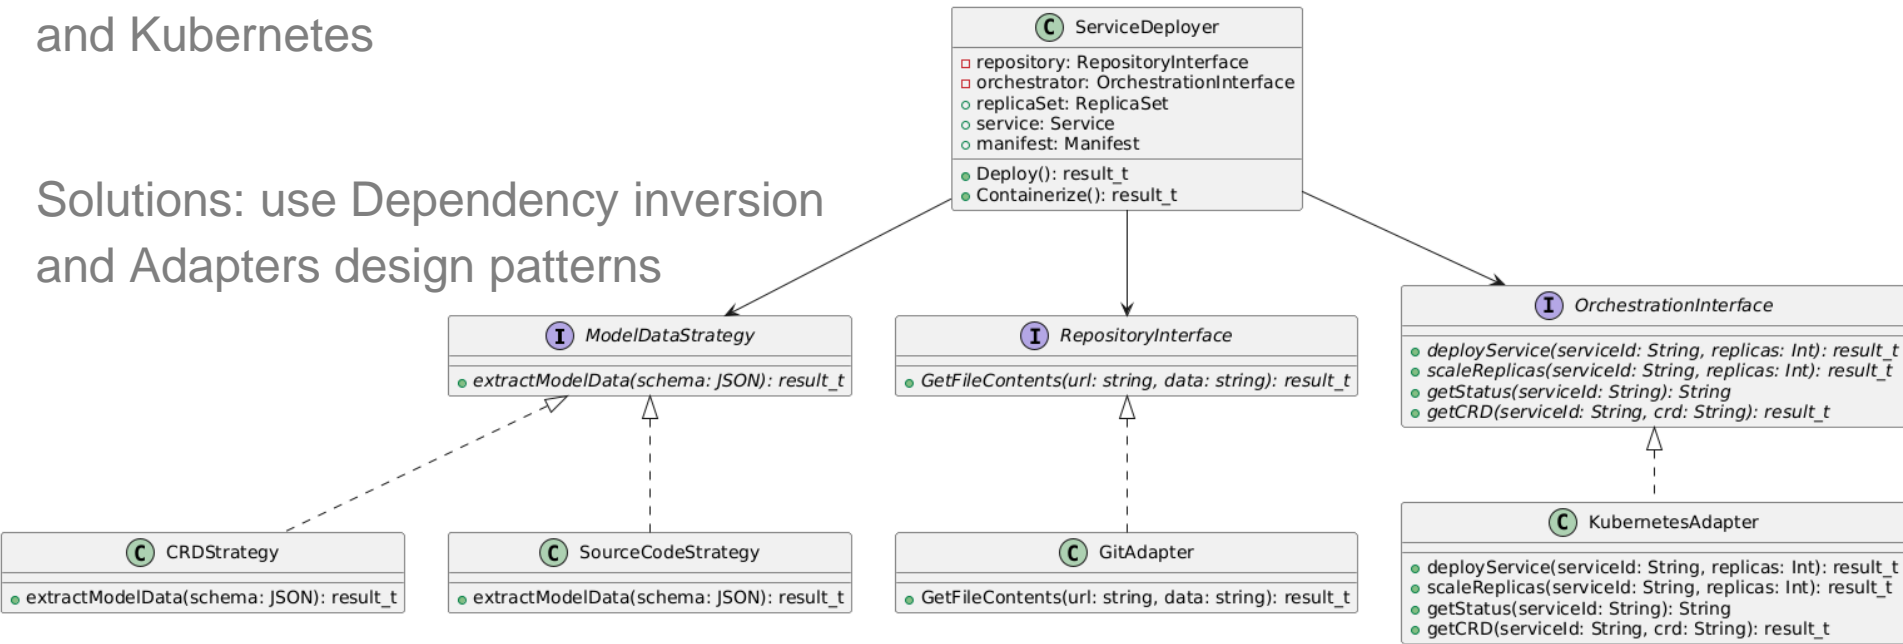 and Kubernetes
Solutions: use Dependency inversion
and Adapters design patterns
C ServiceDeployer
repository: RepositoryInterface
orchestrator: OrchestrationInterface
replicaSet: ReplicaSet
service: Service
manifest: Manifest
Deploy(): result_t
Containerize(): result_t
I ModelDataStrategy
extractModelData(schema: JSON): result_t
I RepositoryInterface
GetFileContents(url: string, data: string): result_t
I OrchestrationInterface
deployService(serviceId: String, replicas: Int): result_t
scaleReplicas(serviceId: String, replicas: Int): result_t
getStatus(serviceId: String): String
getCRD(serviceId: String, crd: String): result_t
C CRDStrategy
extractModelData(schema: JSON): result_t
C SourceCodeStrategy
extractModelData(schema: JSON): result_t
C GitAdapter
GetFileContents(url: string, data: string): result_t
C KubernetesAdapter
deployService(serviceId: String, replicas: Int): result_t
scaleReplicas(serviceId: String, replicas: Int): result_t
getStatus(serviceId: String): String
getCRD(serviceId: String, crd: String): result_t